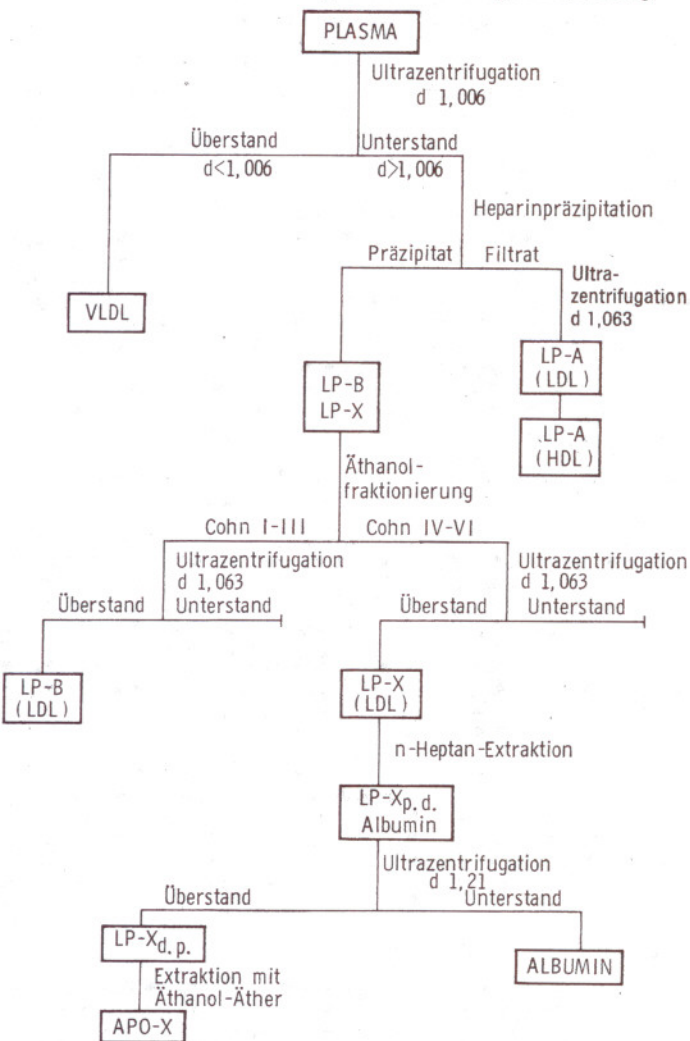 PLASMA
Ultrazentrifugation
d 1,006
Überstand
d<1,006
Unterstand
d>1,006
Heparinpräzipitation
Präzipitat
Filtrat
VLDL
Ultra-
zentrifugation
d 1,063
LP-B
LP-X
LP-A
(LDL)
LP-A
(HDL)
Äthanol-
fraktionierung
Cohn I-III
Cohn IV-VI
Ultrazentrifugation
d 1,063
Ultrazentrifugation
d 1,063
Überstand
Unterstand
Überstand
Unterstand
LP-B
(LDL)
LP-X
(LDL)
n-Heptan-Extraktion
LP-Xp.d.
Albumin
Ultrazentrifugation
d 1,21
Überstand
Unterstand
LP-Xd.p.
ALBUMIN
Extraktion mit
Äthanol-Äther
APO-X